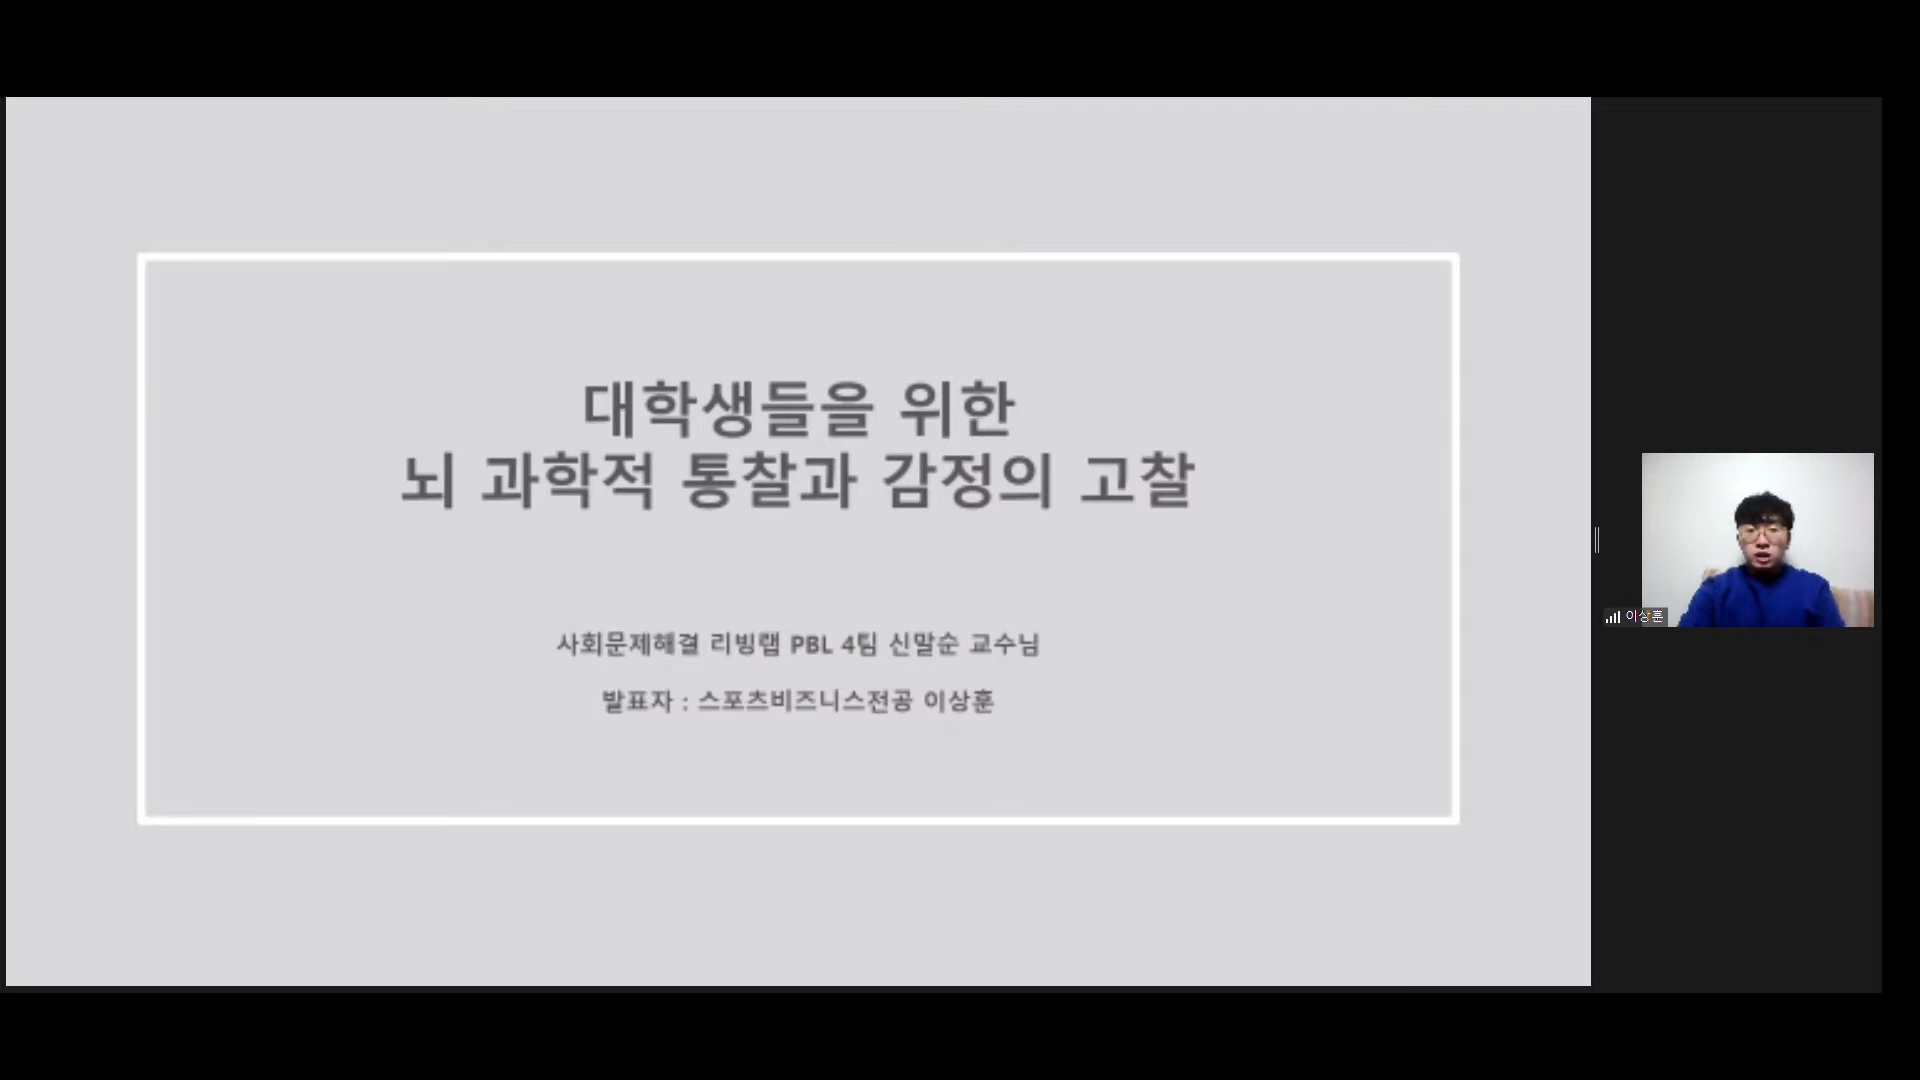 대학생들을 위한
뇌 과학적 통찰과 감정의 고찰
사회문제해결 리빙랩 PBL 4팀 신말순 교수님
발표자 : 스포츠비즈니스전공 이상훈
이상훈